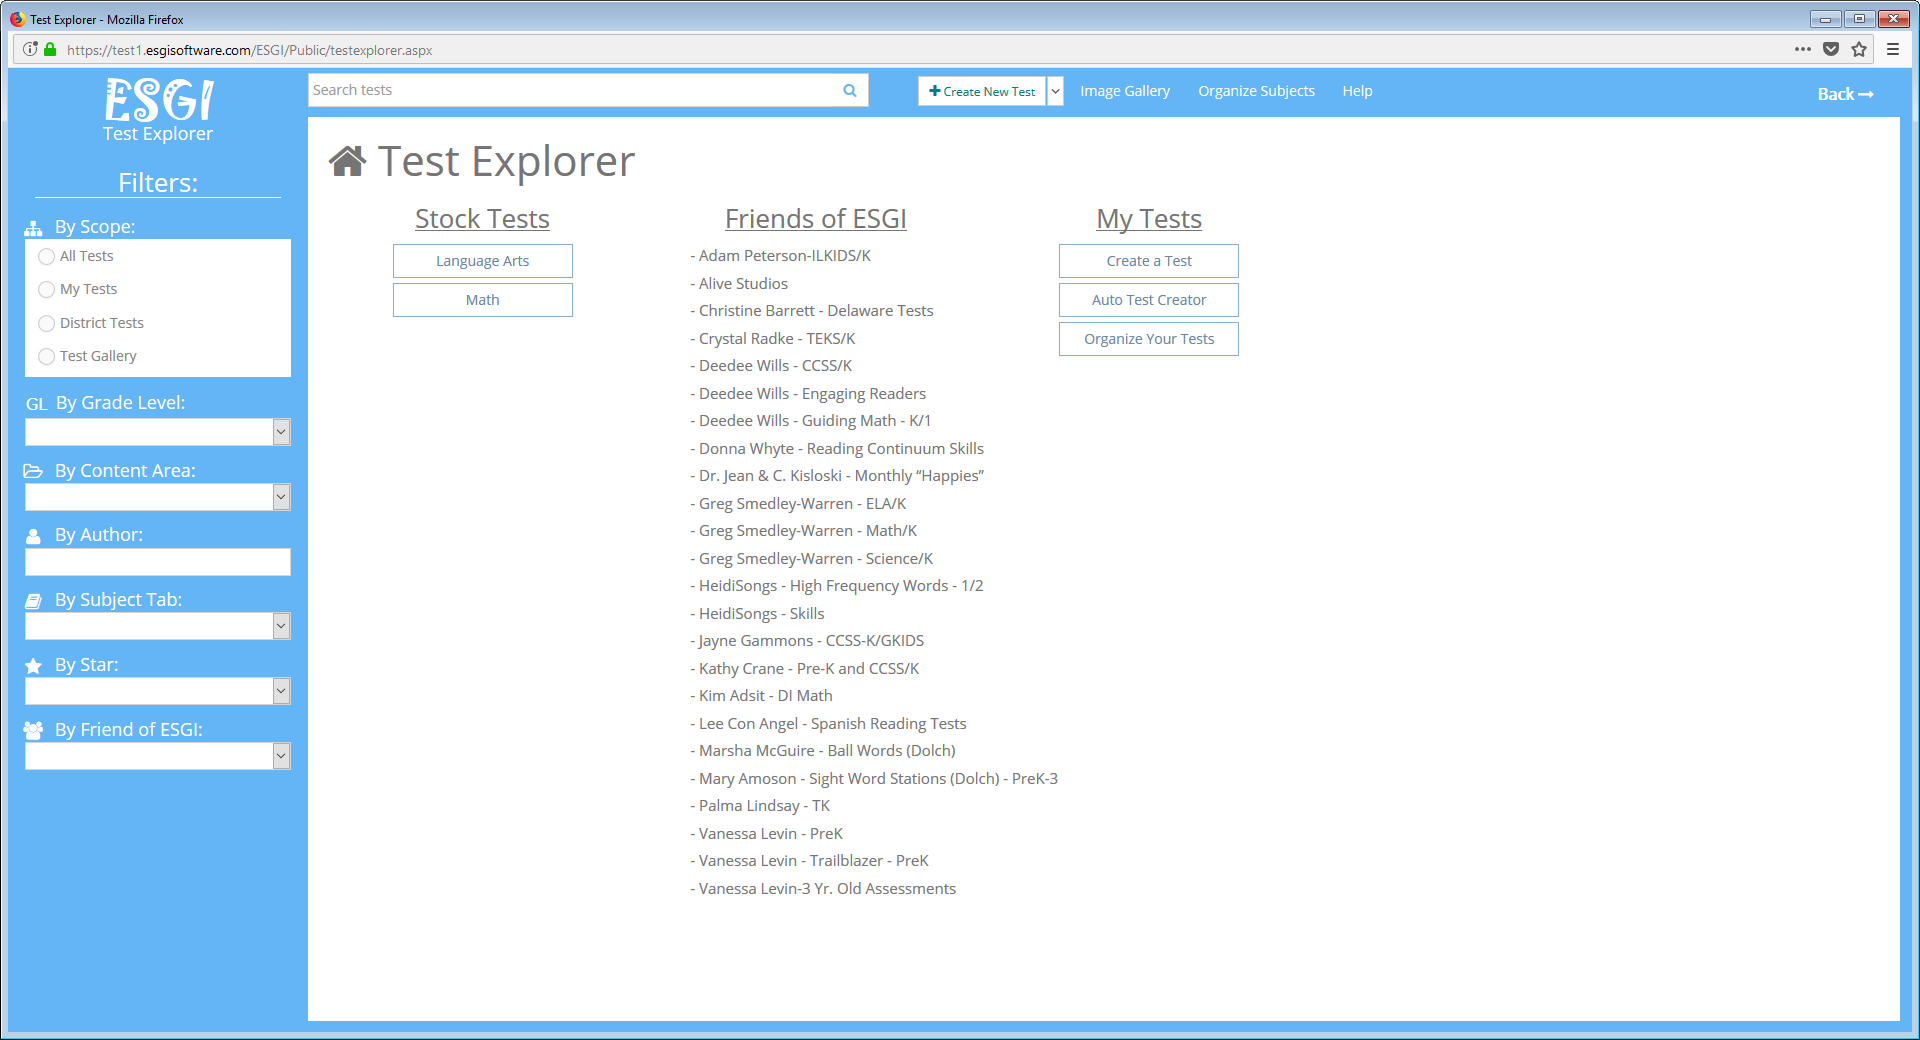 Test Explorer - Mozilla Firefox
https://test1.esgisoftware.com/ESGI/Public/testexplorer.aspx
ESGI
Test Explorer
Search tests
Create New Test
Image Gallery
Organize Subjects
Help
Back
Filters:
By Scope:
All Tests
My Tests
District Tests
Test Gallery
GL By Grade Level:
By Content Area:
By Author:
By Subject Tab:
By Star:
By Friend of ESGI:
Test Explorer
Stock Tests
Language Arts
Math
Friends of ESGI
- Adam Peterson-ILKIDS/K
- Alive Studios
- Christine Barrett - Delaware Tests
- Crystal Radke - TEKS/K
- Deedee Wills - CCSS/K
- Deedee Wills - Engaging Readers
- Deedee Wills - Guiding Math - K/1
- Donna Whyte - Reading Continuum Skills
- Dr. Jean & C. Kisloski - Monthly “Happies”
- Greg Smedley-Warren - ELA/K
- Greg Smedley-Warren - Math/K
- Greg Smedley-Warren - Science/K
- HeidiSongs - High Frequency Words - 1/2
- HeidiSongs - Skills
- Jayne Gammons - CCSS-K/GKIDS
- Kathy Crane - Pre-K and CCSS/K
- Kim Adsit - DI Math
- Lee Con Angel - Spanish Reading Tests
- Marsha McGuire - Ball Words (Dolch)
- Mary Amoson - Sight Word Stations (Dolch) - PreK-3
- Palma Lindsay - TK
- Vanessa Levin - PreK
- Vanessa Levin - Trailblazer - PreK
- Vanessa Levin-3 Yr. Old Assessments
My Tests
Create a Test
Auto Test Creator
Organize Your Tests